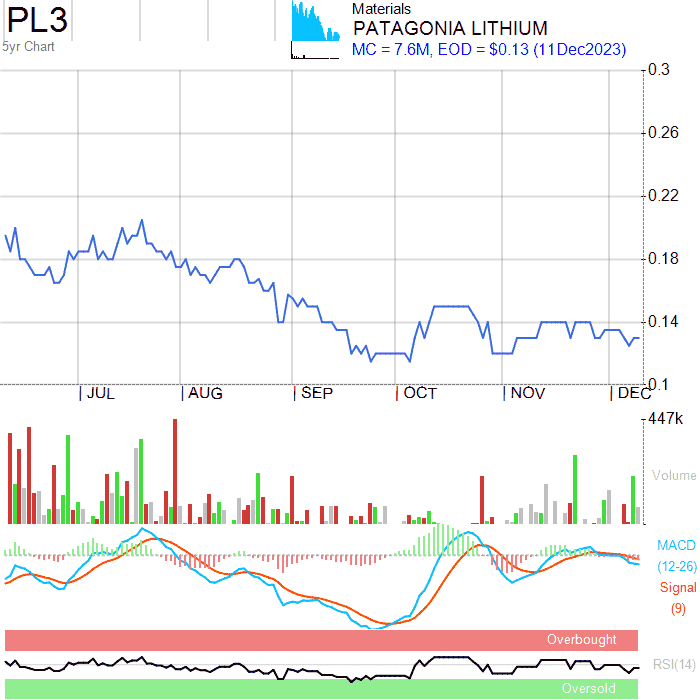 PL3
5yr Chart
Materials
PATAGONIA LITHIUM
MC = 7.6M, EOD = $0.13 (11Dec2023)
0.3
0.26
0.22
0.18
0.14
0.1
JUL
AUG
SEP
OCT
NOV
DEC
447k
Volume
MACD
(12-26)
Signal
(9)
Overbought
RSI(14)
Oversold